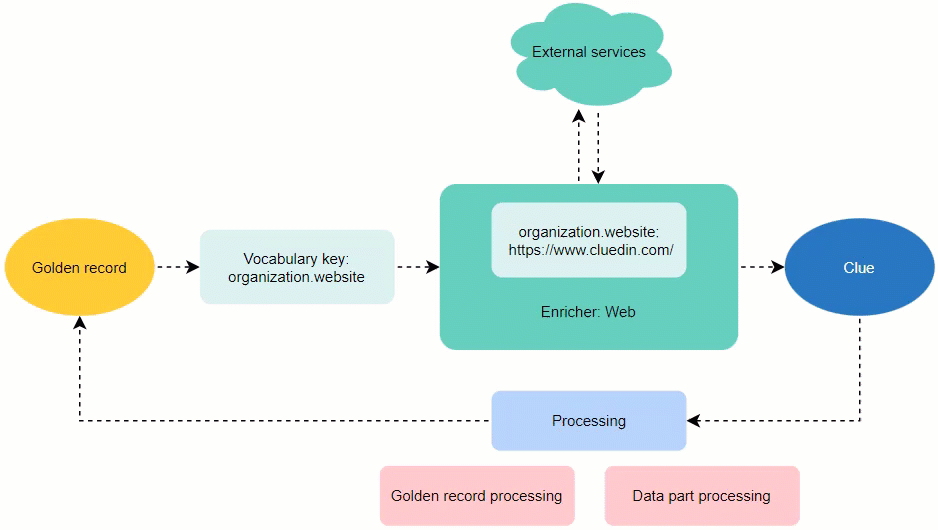 External services
organization.website:
https://www.cluedin.com/
Golden record
Vocabulary key:
organization.website
Clue
Enricher: Web
Processing
Golden record processing
Data part processing